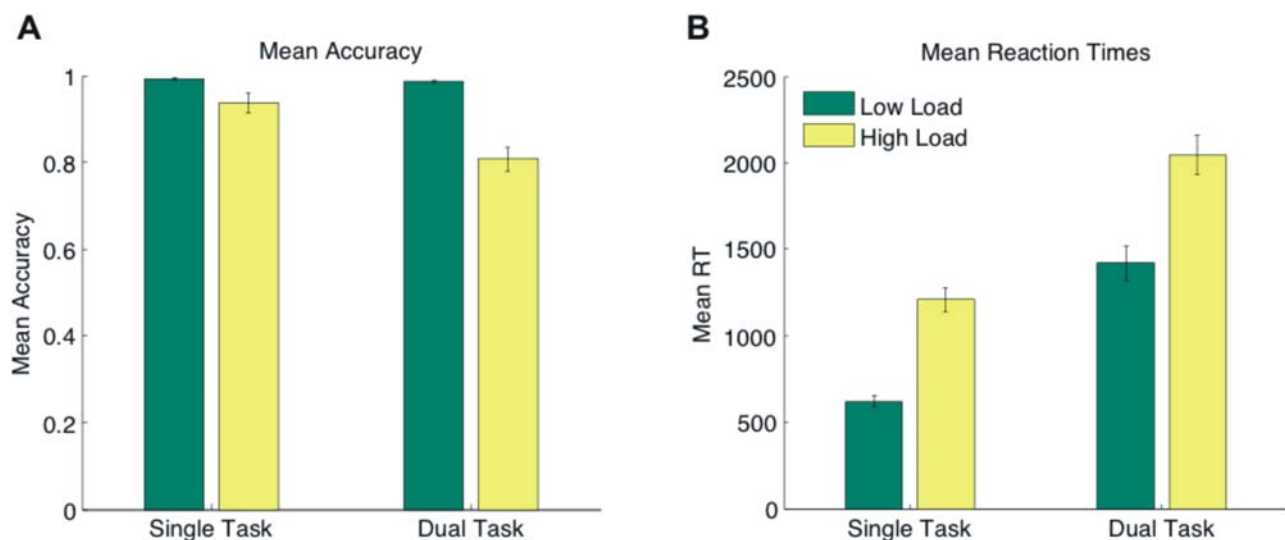 A
Mean Accuracy
Mean Accuracy
1
0.8
0.6
0.4
0.2
0
Single Task
Dual Task
B
Mean Reaction Times
Mean RT
2500
2000
1500
1000
500
0
Low Load
High Load
Single Task
Dual Task